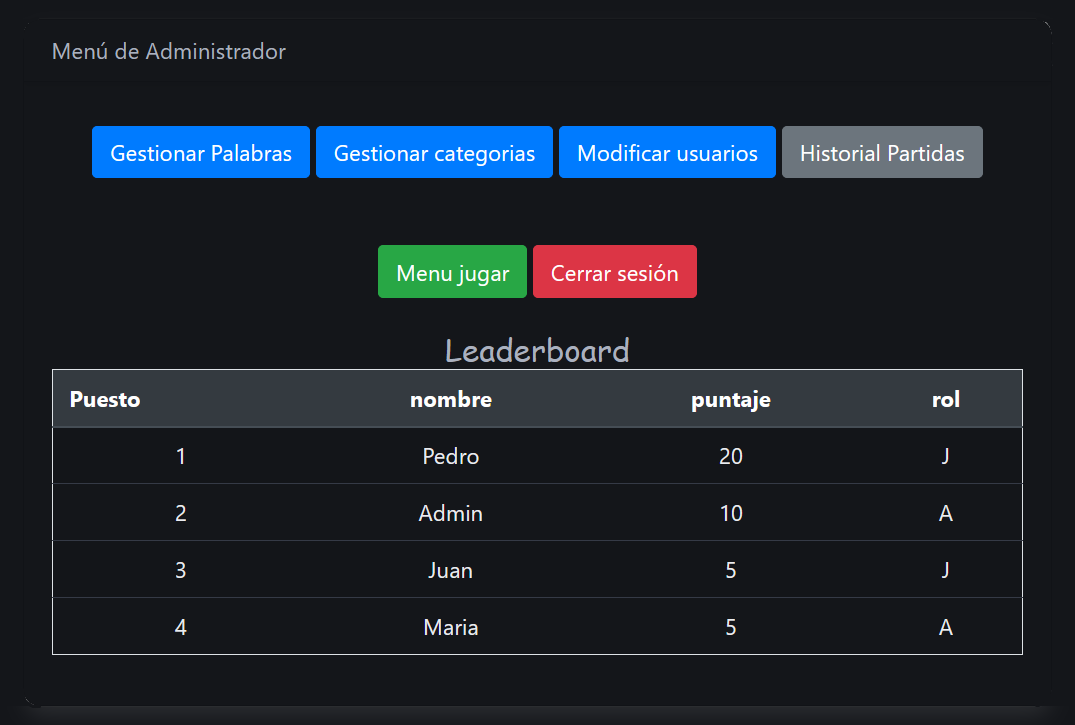 Menú de Administrador
Gestionar Palabras Gestionar categorias Modificar usuarios Historial Partidas
Menu jugar Cerrar sesión
Leaderboard
Puesto nombre puntaje rol
1 Pedro 20 J
2 Admin 10 A
3 Juan 5 J
4 Maria 5 A